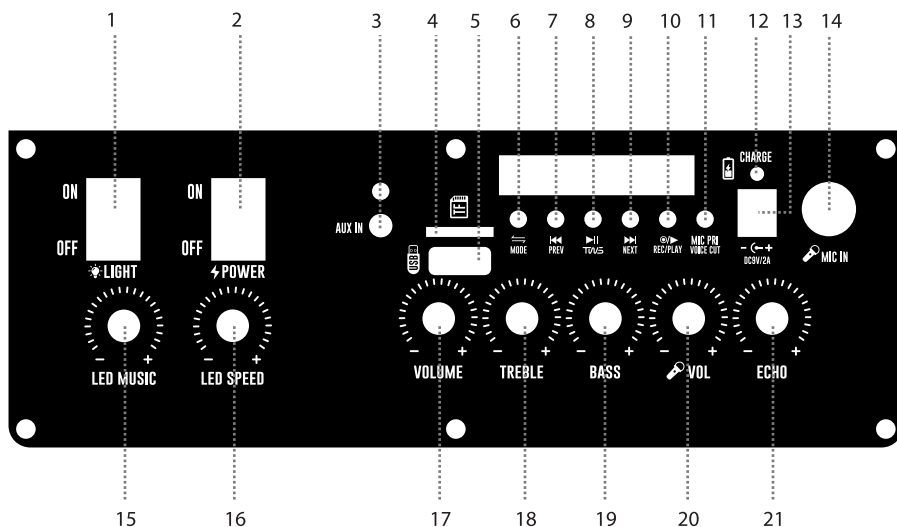 1 2 3 4 5 6 7 8 9 10 11 12 13 14
ON ON
CHARGE
TF
AUX IN
USB
OFF OFF
MODE PREV TWS NEXT REC/PLAY
MIC PRI
VOICE CUT
- +
DC9V/2A
MIC IN
LIGHT POWER
- + - + - + - + - + - + - +
LED MUSIC LED SPEED VOLUME TREBLE BASS VOL ECHO
15 16 17 18 19 20 21